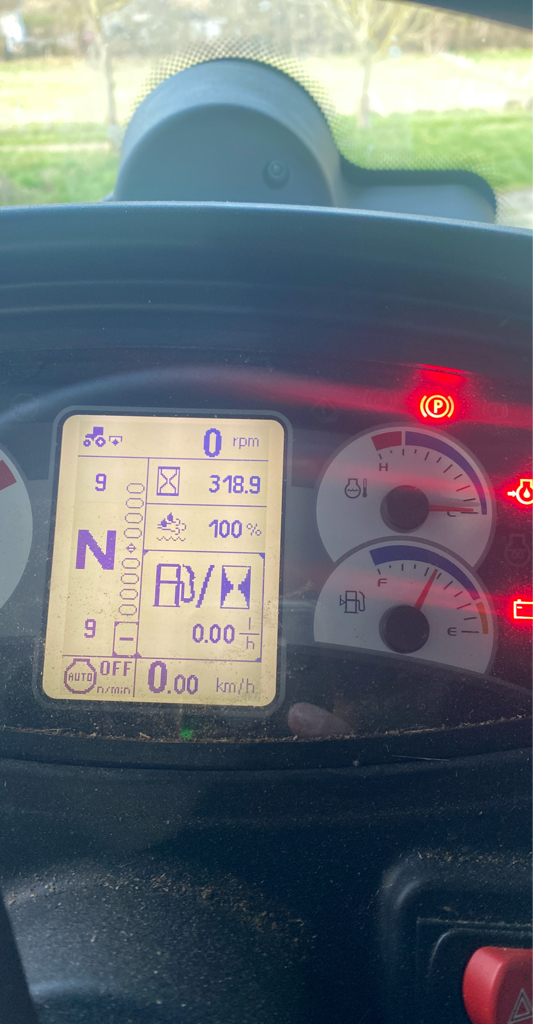 0 rpm
9
318.9
100%
N
0.00 l/h
9
AUTO OFF
n/min
0.00 km/h
P
H
C
F
E